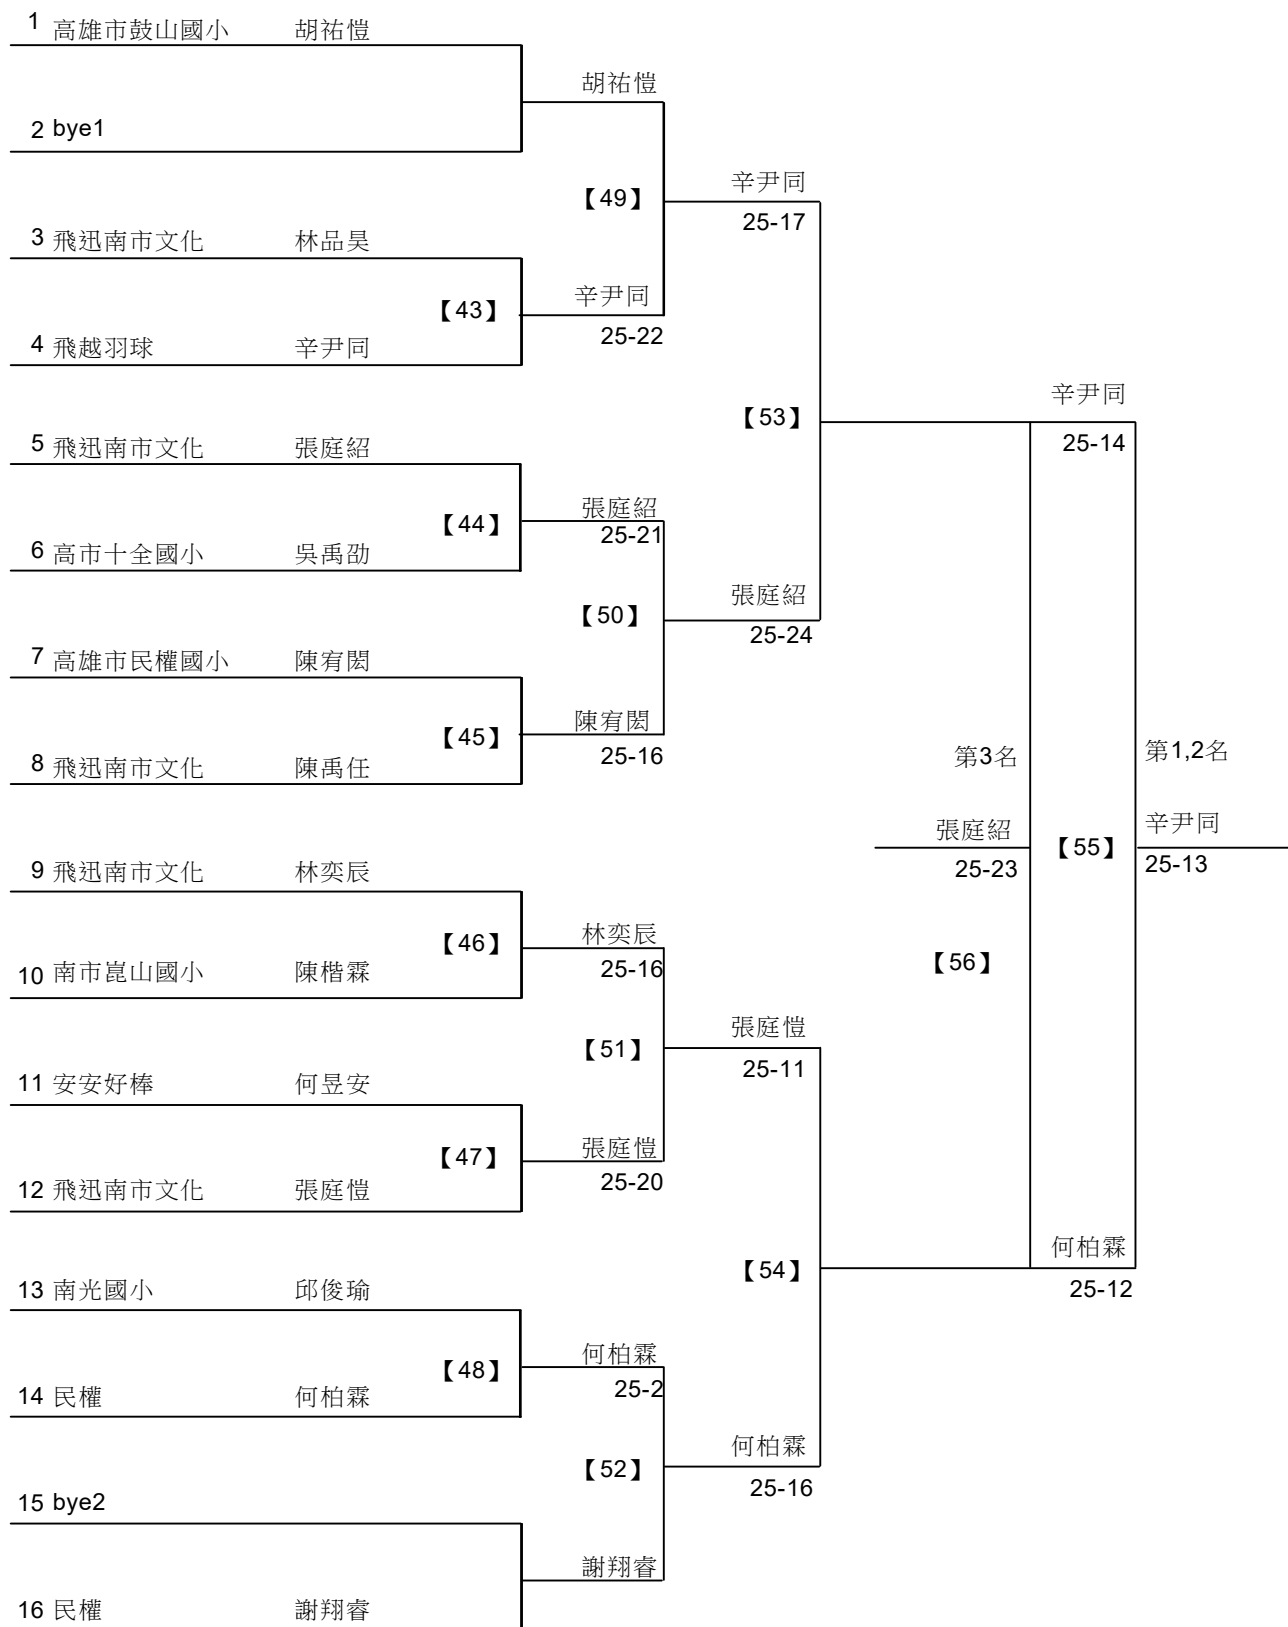 1 高雄市鼓山國小 胡祐愷
胡祐愷
2 bye1
【49】
辛尹同
25-17
3 飛迅南市文化 林品昊
【43】
辛尹同
25-22
4 飛越羽球 辛尹同
【53】
辛尹同
25-14
5 飛迅南市文化 張庭紹
【44】
張庭紹
25-21
6 高市十全國小 吳禹劭
【50】
張庭紹
25-24
7 高雄市民權國小 陳宥閎
【45】
陳宥閎
25-16
8 飛迅南市文化 陳禹任
第3名
第1,2名
張庭紹
25-23
【55】
辛尹同
25-13
9 飛迅南市文化 林奕辰
【46】
林奕辰
25-16
10 南市崑山國小 陳楷霖
【56】
【51】
張庭愷
25-11
11 安安好棒 何昱安
【47】
張庭愷
25-20
12 飛迅南市文化 張庭愷
【54】
何柏霖
25-12
13 南光國小 邱俊瑜
【48】
何柏霖
25-2
14 民權 何柏霖
【52】
何柏霖
25-16
15 bye2
謝翔睿
16 民權 謝翔睿